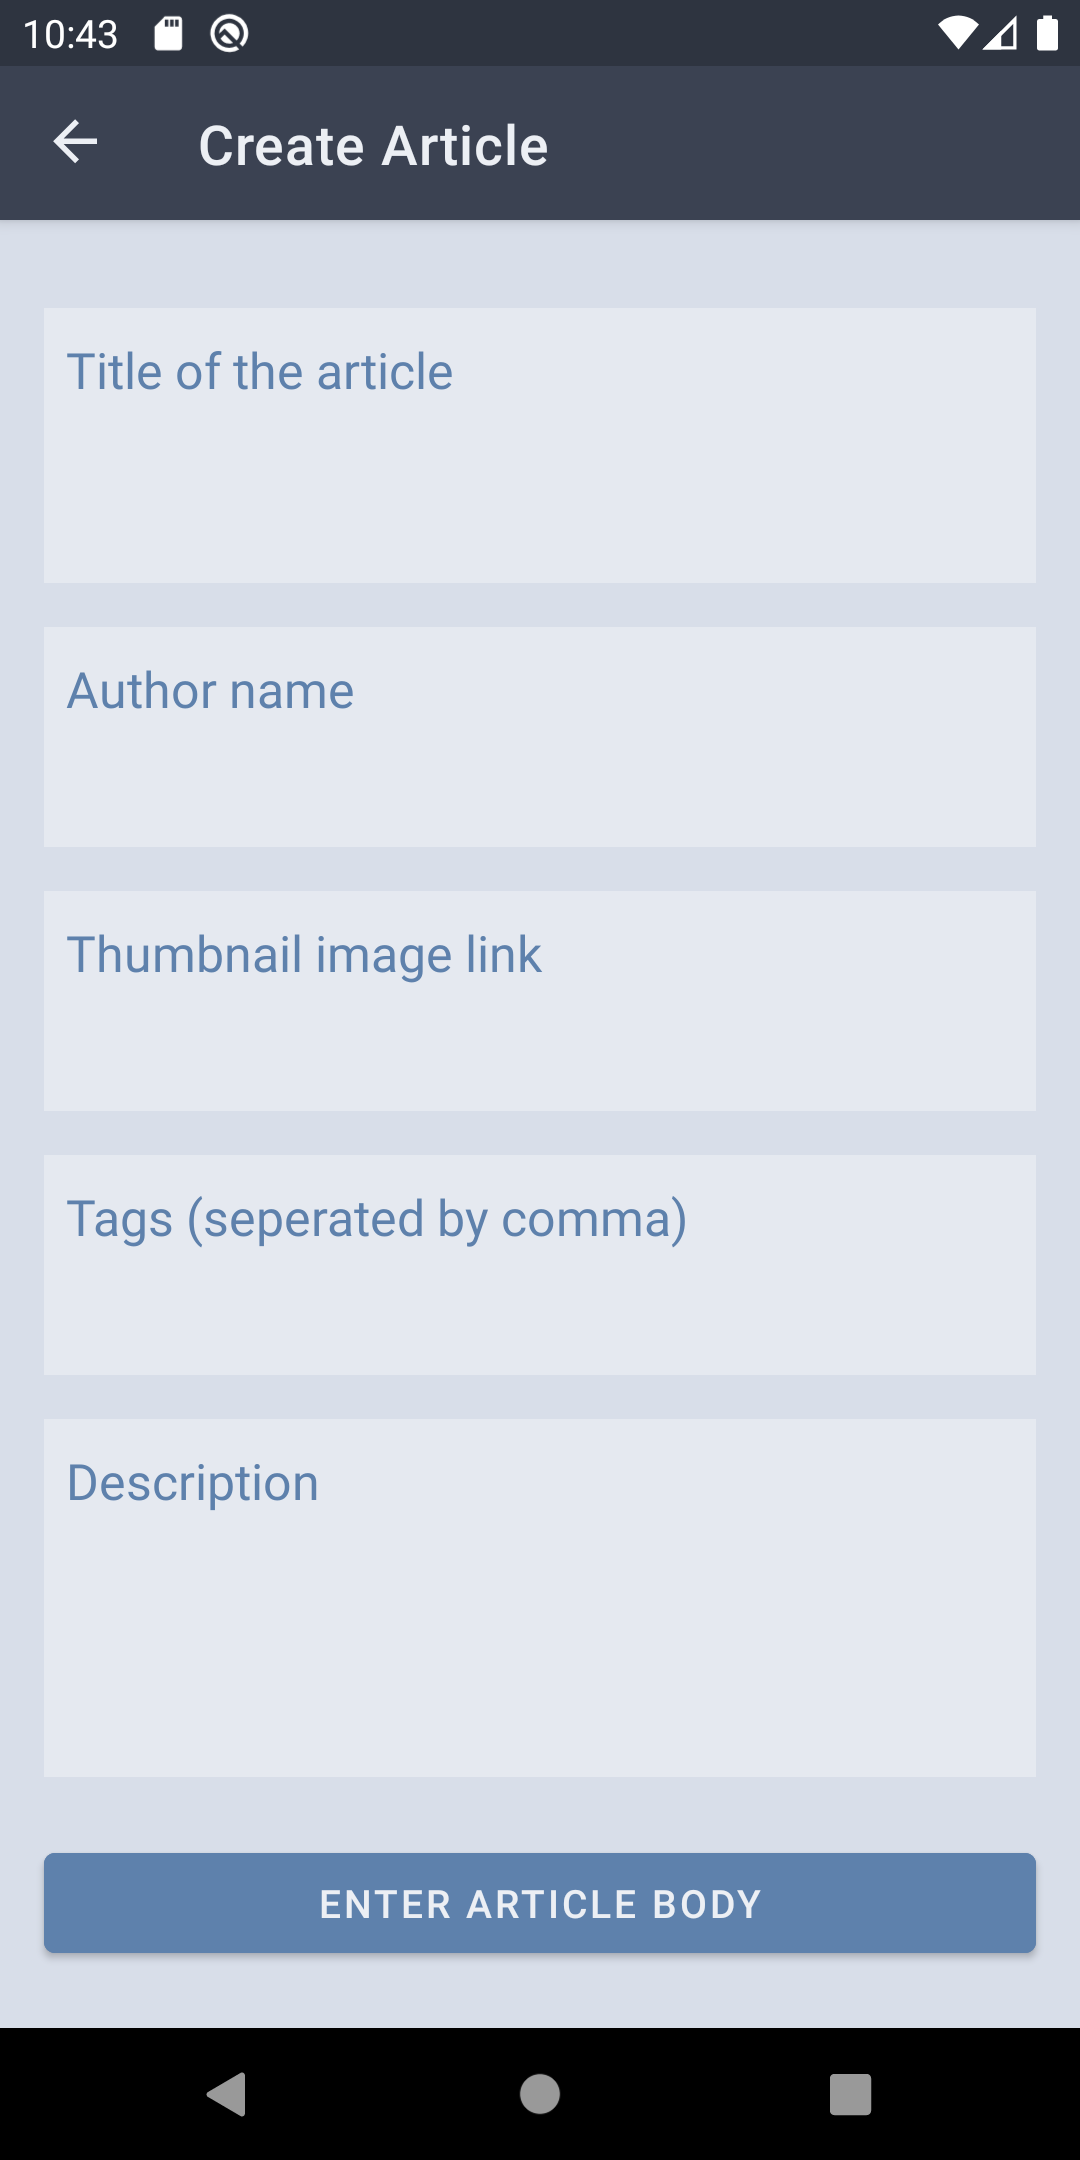 10:43
Create Article
Title of the article
Author name
Thumbnail image link
Tags (seperated by comma)
Description
ENTER ARTICLE BODY